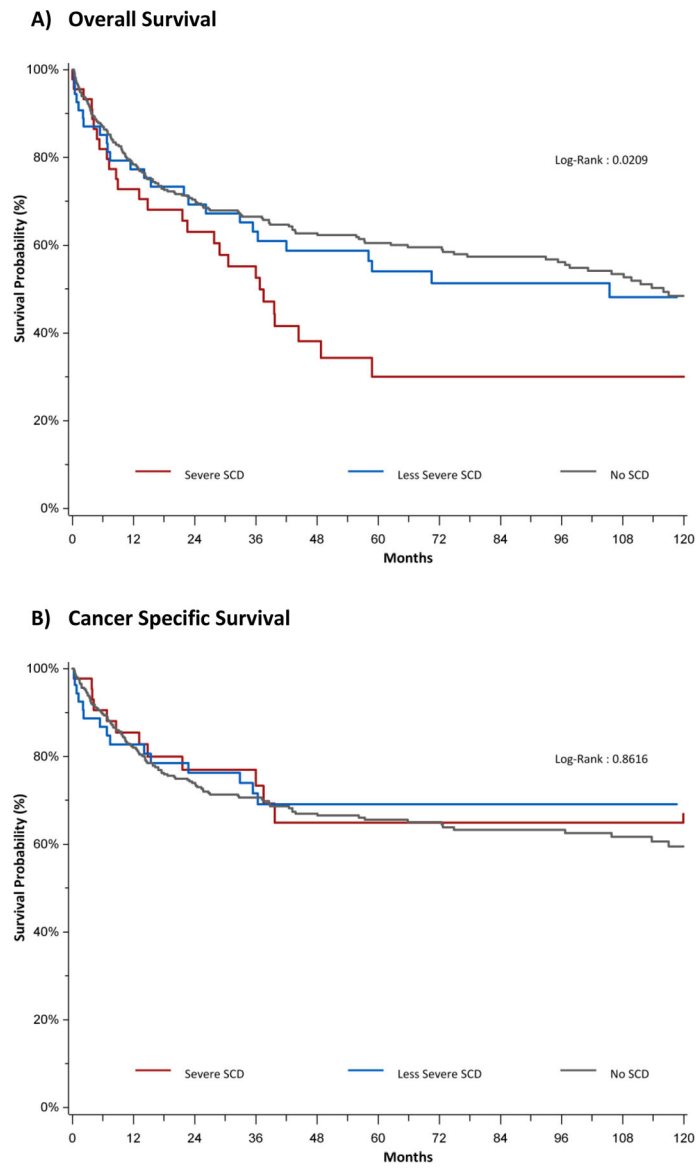 A) Overall Survival
100%
80%
60%
40%
20%
0%
Survival Probability (%)
Log-Rank : 0.0209
Severe SCD Less Severe SCD No SCD
0 12 24 36 48 60 72 84 96 108 120
Months
B) Cancer Specific Survival
100%
80%
60%
40%
20%
0%
Survival Probability (%)
Log-Rank : 0.8616
Severe SCD Less Severe SCD No SCD
0 12 24 36 48 60 72 84 96 108 120
Months